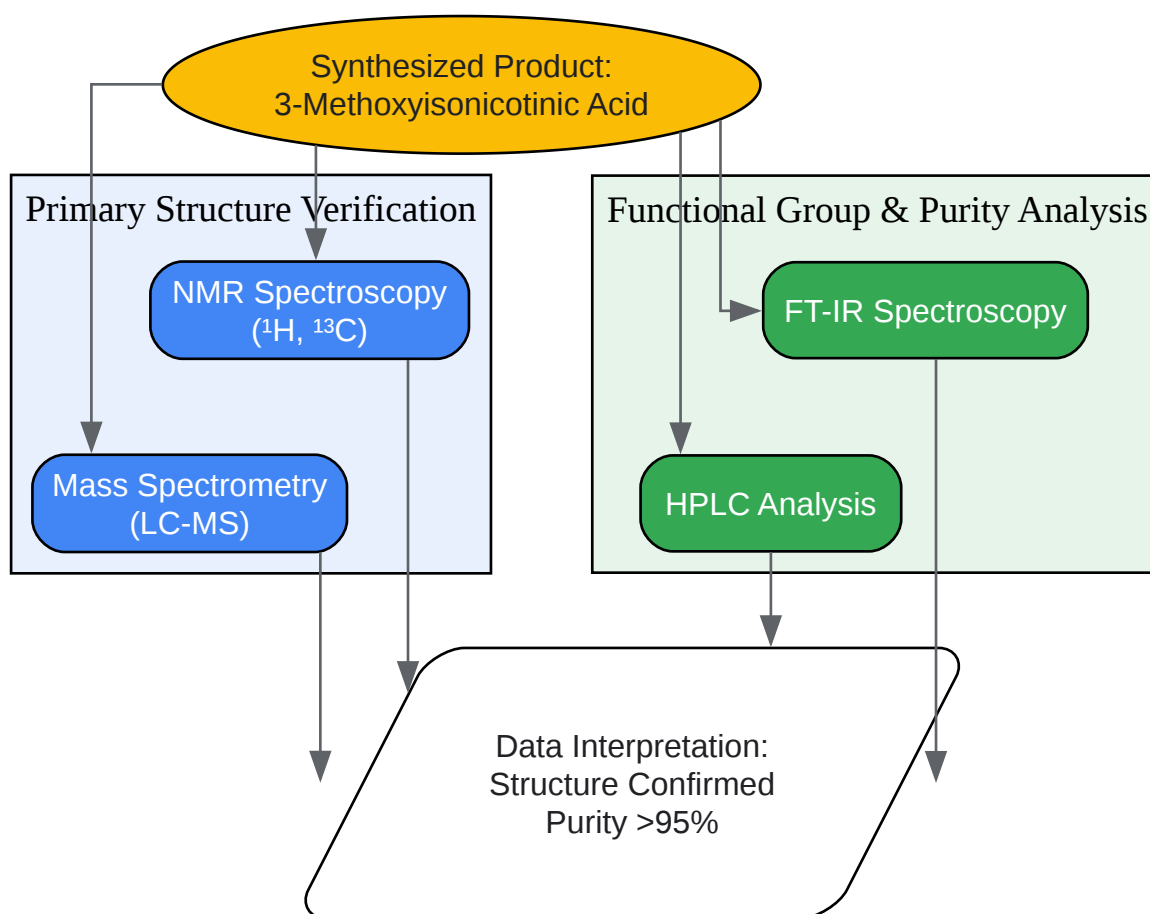 Synthesized Product:
3-Methoxyisonicotinic Acid
Primary Structure Verification
NMR Spectroscopy
(¹H, ¹³C)
Mass Spectrometry
(LC-MS)
Functional Group & Purity Analysis
FT-IR Spectroscopy
HPLC Analysis
Data Interpretation:
Structure Confirmed
Purity >95%